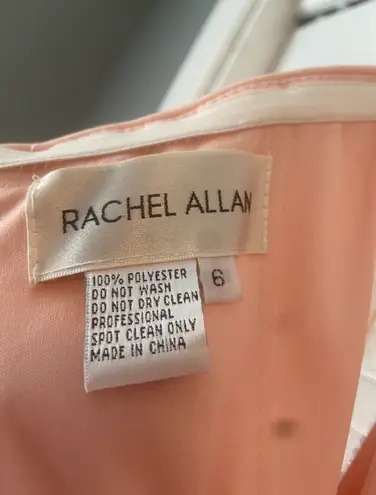 RACHEL ALLAN
6
100% POLYESTER
DO NOT WASH
DO NOT DRY CLEAN
PROFESSIONAL
SPOT CLEAN ONLY
MADE IN CHINA